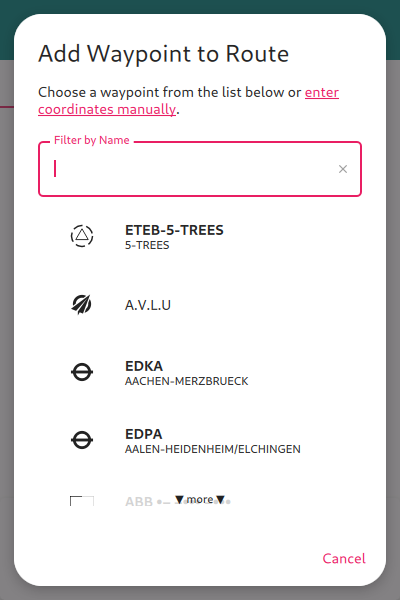 Add Waypoint to Route
Choose a waypoint from the list below or enter
coordinates manually.
Filter by Name
×
ETEB-5-TREES
5-TREES
A.V.L.U
EDKA
AACHEN-MERZBRUECK
EDPA
AALEN-HEIDENHEIM/ELCHINGEN
ABB
▼ more ▼
Cancel